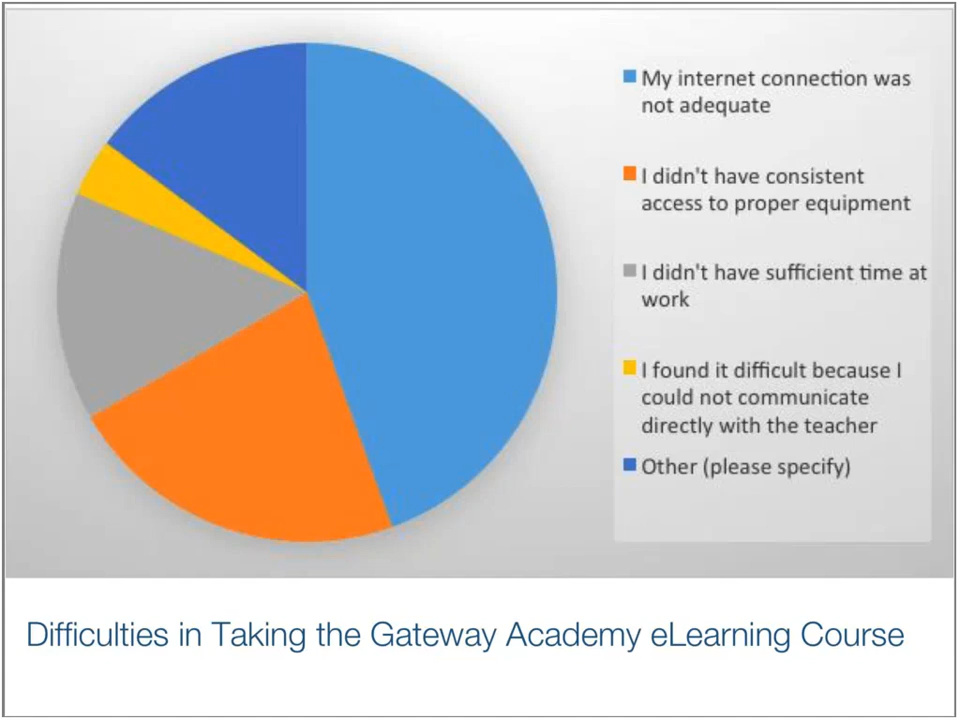 My internet connection was
not adequate
I didn't have consistent
access to proper equipment
I didn't have sufficient time at
work
I found it difficult because I
could not communicate
directly with the teacher
Other (please specify)
Difficulties in Taking the Gateway Academy eLearning Course